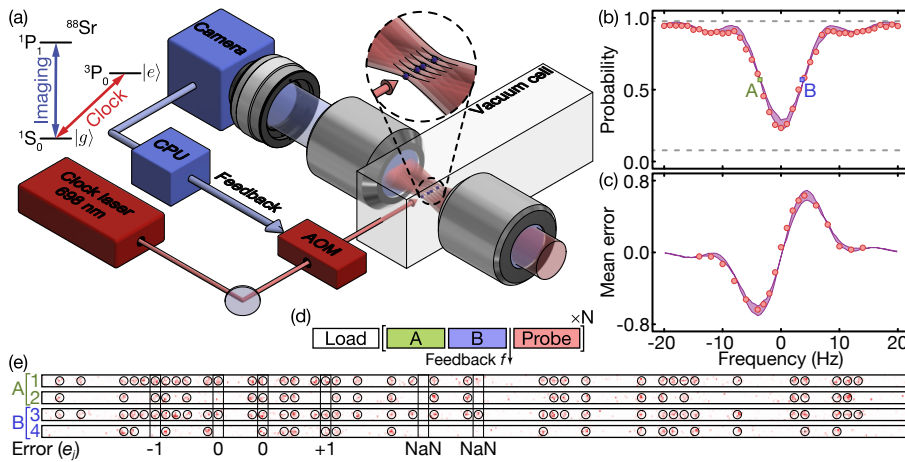 (a)
88Sr
1P1
3P0 |e⟩
1S0 |g⟩
Imaging
Clock
Camera
CPU
Feedback
Clock laser
698 nm
AOM
Vacuum cell
(b)
Probability
1.0
0.5
0.0
A
B
(c)
Mean error
0.8
0.0
-0.8
-20
-10
0
10
20
Frequency (Hz)
(d)
Load
A
B
Probe
×N
Feedback f
(e)
A
1
2
B
3
4
Error (ej)
-1
0
0
+1
NaN
NaN